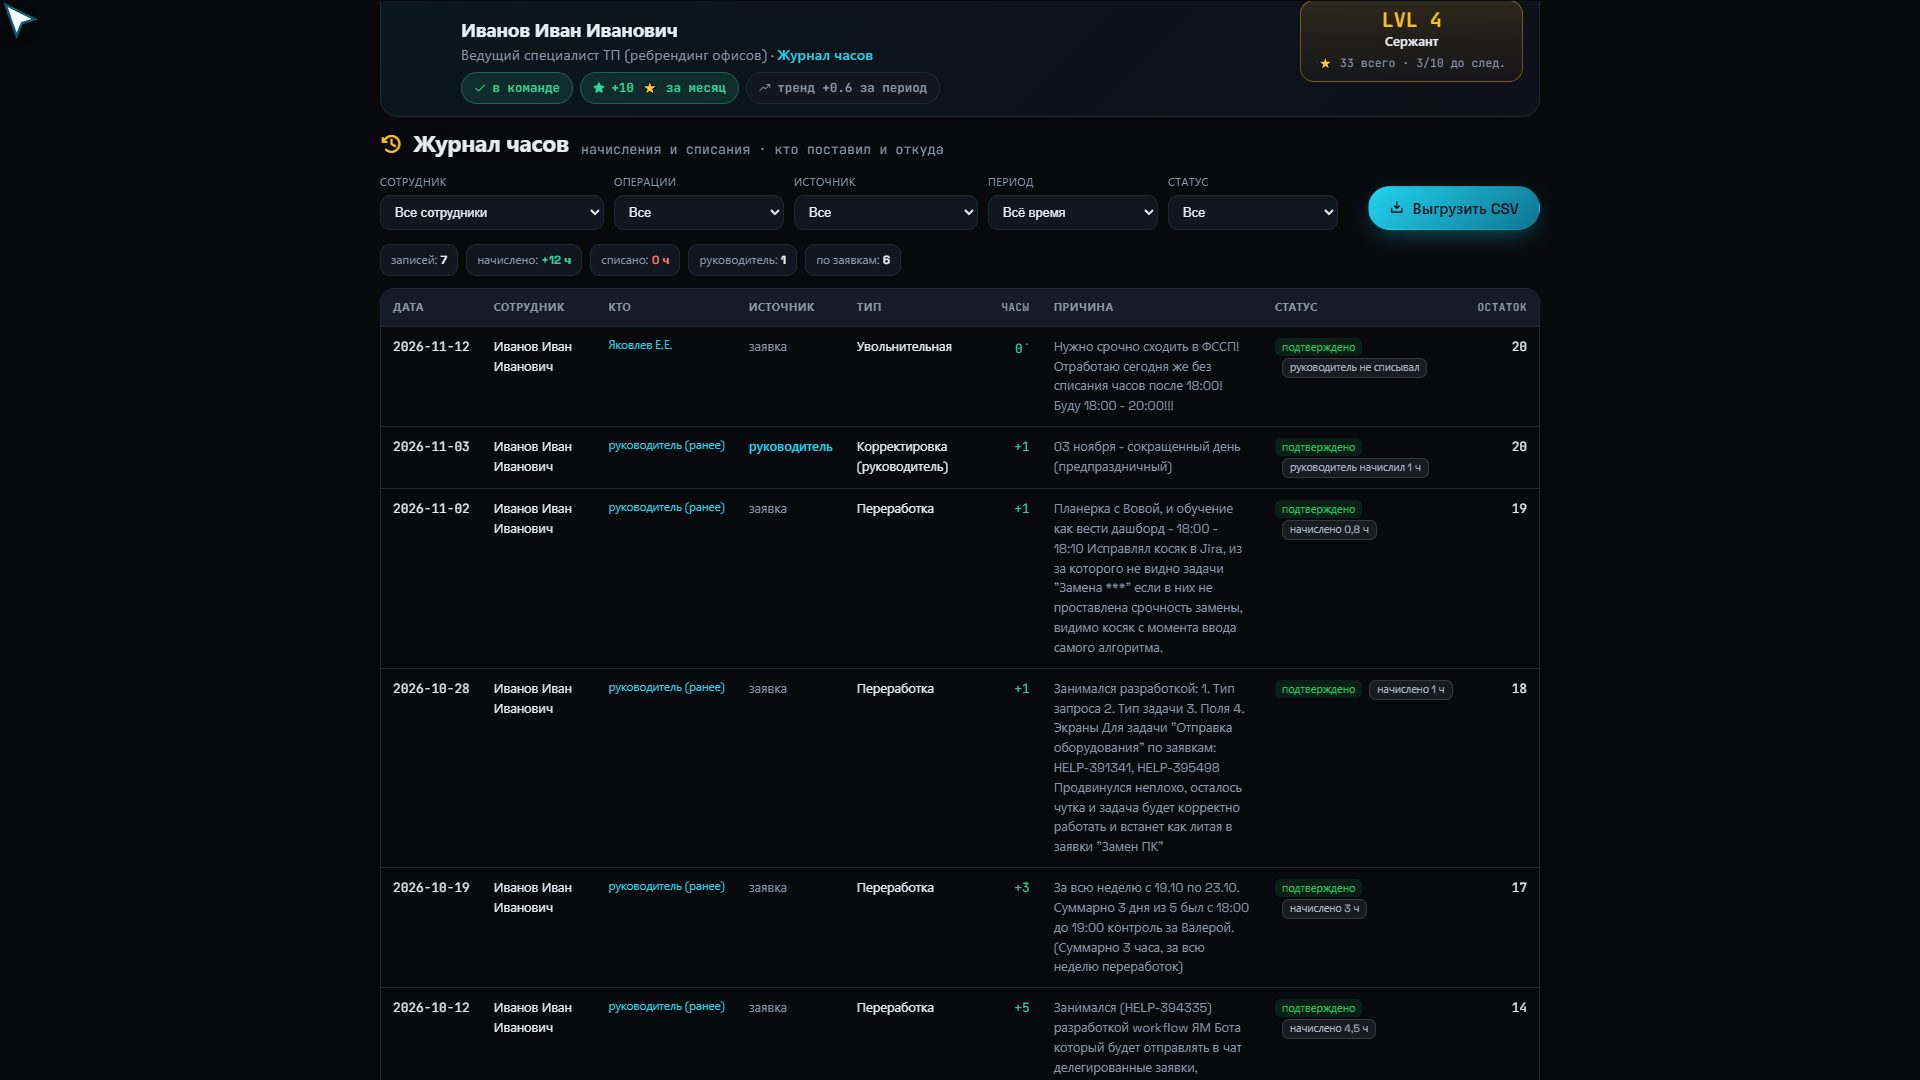 Иванов Иван Иванович
Ведущий специалист ТП (ребрендинг офисов) · Журнал часов
в команде
+10 за месяц
тренд +0.6 за период
LVL 4
Сержант
33 всего · 3/10 до след.
Журнал часов начисления и списания · кто поставил и откуда
СОТРУДНИК ОПЕРАЦИИ ИСТОЧНИК ПЕРИОД СТАТУС
Все сотрудники Все Все Всё время Все
Выгрузить CSV
записей: 7 начислено: +12 ч списано: 0 ч руководитель: 1 по заявкам: 6
ДАТА СОТРУДНИК КТО ИСТОЧНИК ТИП ЧАСЫ ПРИЧИНА СТАТУС ОСТАТОК
2026-11-12
Иванов Иван
Иванович
Яковлев Е.Е.
заявка
Увольнительная
0
Нужно срочно сходить в ФССП!
Отработаю сегодня же без
списания часов после 18:00!
Буду 18:00 - 20:00!!!
подтверждено
руководитель не списывал
20
2026-11-03
Иванов Иван
Иванович
руководитель (ранее)
руководитель
Корректировка
(руководитель)
+1
03 ноября - сокращенный день
(предпраздничный)
подтверждено
руководитель начислил 1 ч
20
2026-11-02
Иванов Иван
Иванович
руководитель (ранее)
заявка
Переработка
+1
Планерка с Вовой, и обучение
как вести дашборд - 18:00 -
18:10 Исправлял косяк в Jira, из
за которого не видно задачи
"Замена ***" если в них не
проставлена срочность замены,
видимо косяк с момента ввода
самого алгоритма.
подтверждено
начислено 0,8 ч
19
2026-10-28
Иванов Иван
Иванович
руководитель (ранее)
заявка
Переработка
+1
Занимался разработкой: 1. Тип
запроса 2. Тип задачи 3. Поля 4.
Экраны Для задачи "Отправка
оборудования" по заявкам:
HELP-391341, HELP-395498
Продвинулся неплохо, осталось
чутка и задача будет корректно
работать и встанет как литая в
заявки "Замен ПК"
подтверждено начислено 1 ч
18
2026-10-19
Иванов Иван
Иванович
руководитель (ранее)
заявка
Переработка
+3
За всю неделю с 19.10 по 23.10.
Суммарно 3 дня из 5 был с 18:00
до 19:00 контроль за Валерой.
(Суммарно 3 часа, за всю
неделю переработок)
подтверждено
начислено 3 ч
17
2026-10-12
Иванов Иван
Иванович
руководитель (ранее)
заявка
Переработка
+5
Занимался (HELP-394335)
разработкой workflow ЯМ Бота
который будет отправлять в чат
делегированные заявки,
подтверждено
начислено 4,5 ч
14